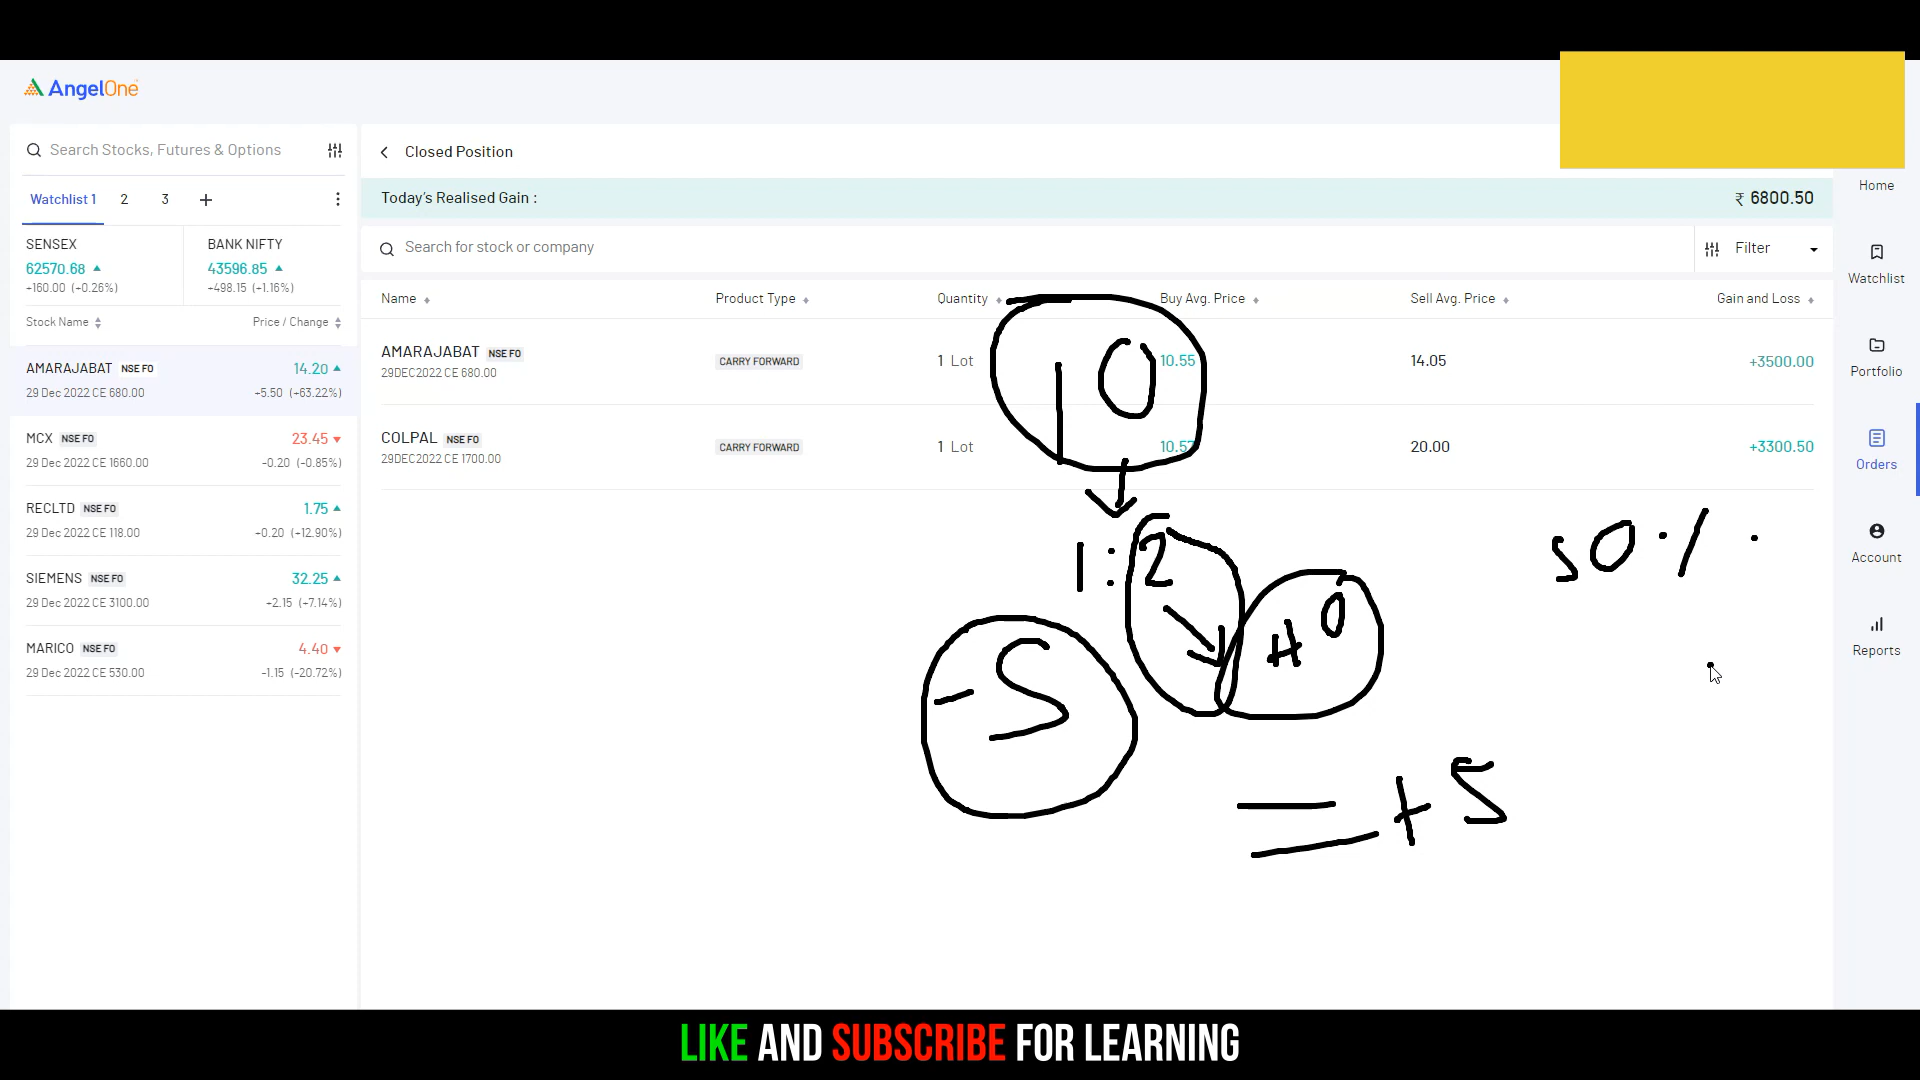 AngelOne
Search Stocks, Futures & Options
Closed Position
Watchlist 1 2 3 +
Today's Realised Gain : ₹ 6800.50
Home
SENSEX BANK NIFTY
62570.68 43596.85
+160.00 (+0.26%) +498.15 (+1.16%)
Search for stock or company
Filter
Watchlist
Stock Name Price / Change
Name Product Type Quantity Buy Avg. Price Sell Avg. Price Gain and Loss
AMARAJABAT NSE FO 14.20
29 Dec 2022 CE 680.00 +5.50 (+63.22%)
AMARAJABAT NSE FO CARRY FORWARD 1 Lot 10.55 14.05 +3500.00
29DEC2022 CE 680.00
Portfolio
MCX NSE FO 23.45
29 Dec 2022 CE 1660.00 -0.20 (-0.85%)
COLPAL NSE FO CARRY FORWARD 1 Lot 20.00 +3300.50
29DEC2022 CE 1700.00
Orders
RECLTD NSE FO 1.75
29 Dec 2022 CE 118.00 +0.20 (+12.90%)
Account
SIEMENS NSE FO 32.25
29 Dec 2022 CE 3100.00 +2.15 (+7.14%)
Reports
MARICO NSE FO 4.40
29 Dec 2022 CE 530.00 -1.15 (-20.72%)
10
1:2
50%
-5
= +5
LIKE AND SUBSCRIBE FOR LEARNING